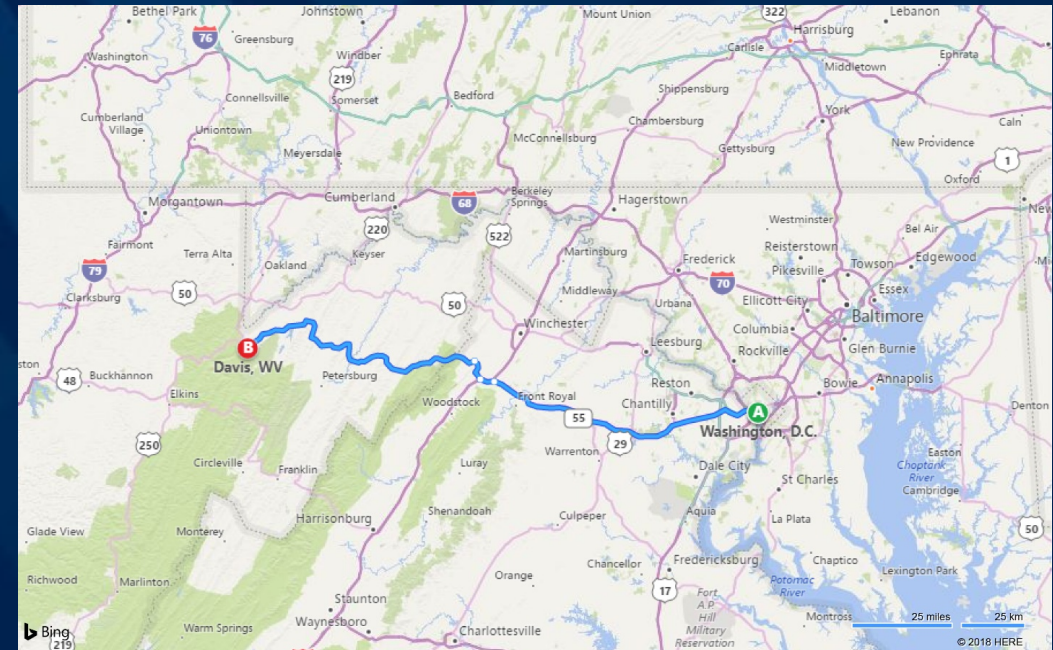 Bethel Park
Johnstown
Mount Union
322
Lebanon
76
Greensburg
Harrisburg
Carlisle
Washington
Windber
219
Middletown
Ephrata
Connellsville
Somerset
Bedford
Shippensburg
York
Cumberland
Village
Uniontown
Chambersburg
Caln
McConnellsburg
Gettysburg
New Providence
Meyersdale
1
Oxford
Morgantown
Cumberland
68
Berkeley
Springs
Hagerstown
220
522
Westminster
Bel Air
Fairmont
Terra Alta
Oakland
Keyser
Martinsburg
Reisterstown
Frederick
Pikesville
Towson
Edgewood
79
70
Clarksburg
50
50
Middleway
Urbana
Ellicott City
Essex
Baltimore
Winchester
Columbia
Glen Burnie
B
Davis, WV
Leesburg
Rockville
48
Buckhannon
Petersburg
Reston
Bowie
Annapolis
Elkins
Woodstock
Front Royal
Chantilly
A
Denton
55
Washington, D.C.
250
29
Warrenton
Circleville
Franklin
Luray
Dale City
St Charles
Easton
Choptank
River
Cambridge
Harrisonburg
Shenandoah
Aquia
La Plata
Glade View
Monterey
Culpeper
50
Chancellor
Fredericksburg
Chaptico
Lexington Park
Richwood
Marlinton
Orange
17
Potomac
River
Staunton
Fort
A P
Hill
Military
Reservation
Montross
25 miles
25 km
Bing
Warm Springs
Waynesboro
Charlottesville
219
© 2018 HERE